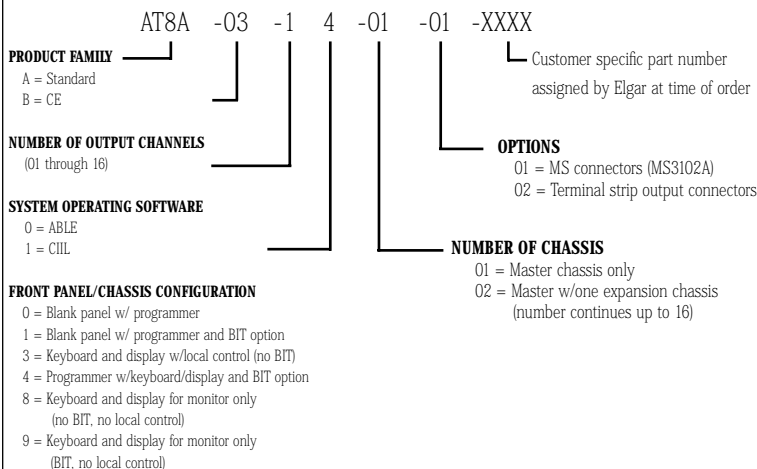 AT8A -03 -1 4 -01 -01 -XXXX
PRODUCT FAMILY
A = Standard
B = CE
NUMBER OF OUTPUT CHANNELS
(01 through 16)
SYSTEM OPERATING SOFTWARE
0 = ABLE
1 = CIIL
FRONT PANEL/CHASSIS CONFIGURATION
0 = Blank panel w/ programmer
1 = Blank panel w/ programmer and BIT option
3 = Keyboard and display w/local control (no BIT)
4 = Programmer w/keyboard/display and BIT option
8 = Keyboard and display for monitor only
(no BIT, no local control)
9 = Keyboard and display for monitor only
(BIT, no local control)
Customer specific part number
assigned by Elgar at time of order
OPTIONS
01 = MS connectors (MS3102A)
02 = Terminal strip output connectors
NUMBER OF CHASSIS
01 = Master chassis only
02 = Master w/one expansion chassis
(number continues up to 16)